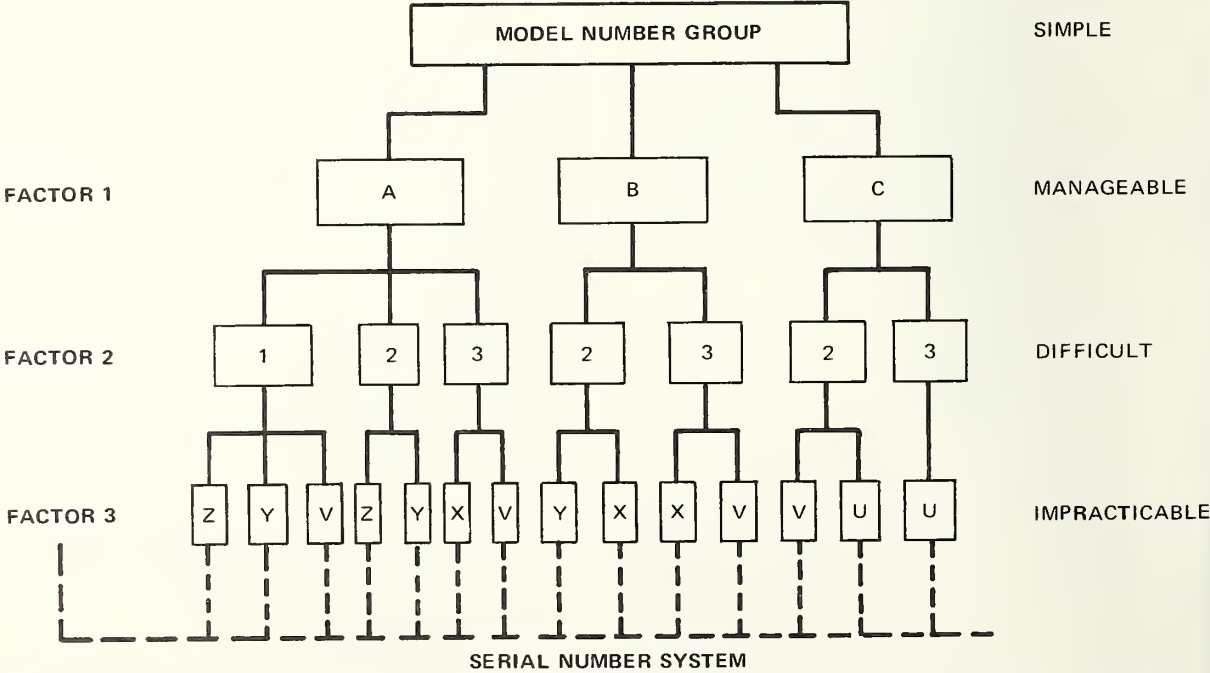 MODEL NUMBER GROUP SIMPLE
FACTOR 1 A B C MANAGEABLE
FACTOR 2 1 2 3 2 3 2 3 DIFFICULT
FACTOR 3 Z Y V Z Y X V Y X X V V U U IMPRACTICABLE
SERIAL NUMBER SYSTEM